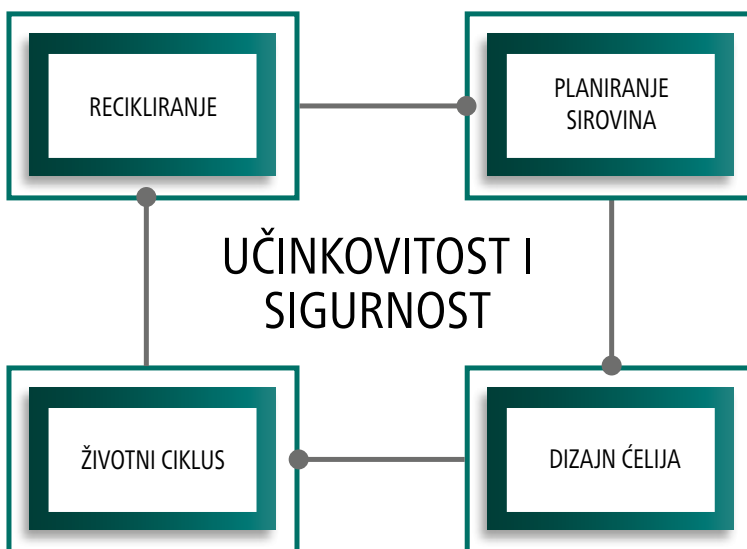 RECIKLIRANJE
PLANIRANJE
SIROVINA
UČINKOVITOST I
SIGURNOST
ŽIVOTNI CIKLUS
DIZAJN ĆELIJA